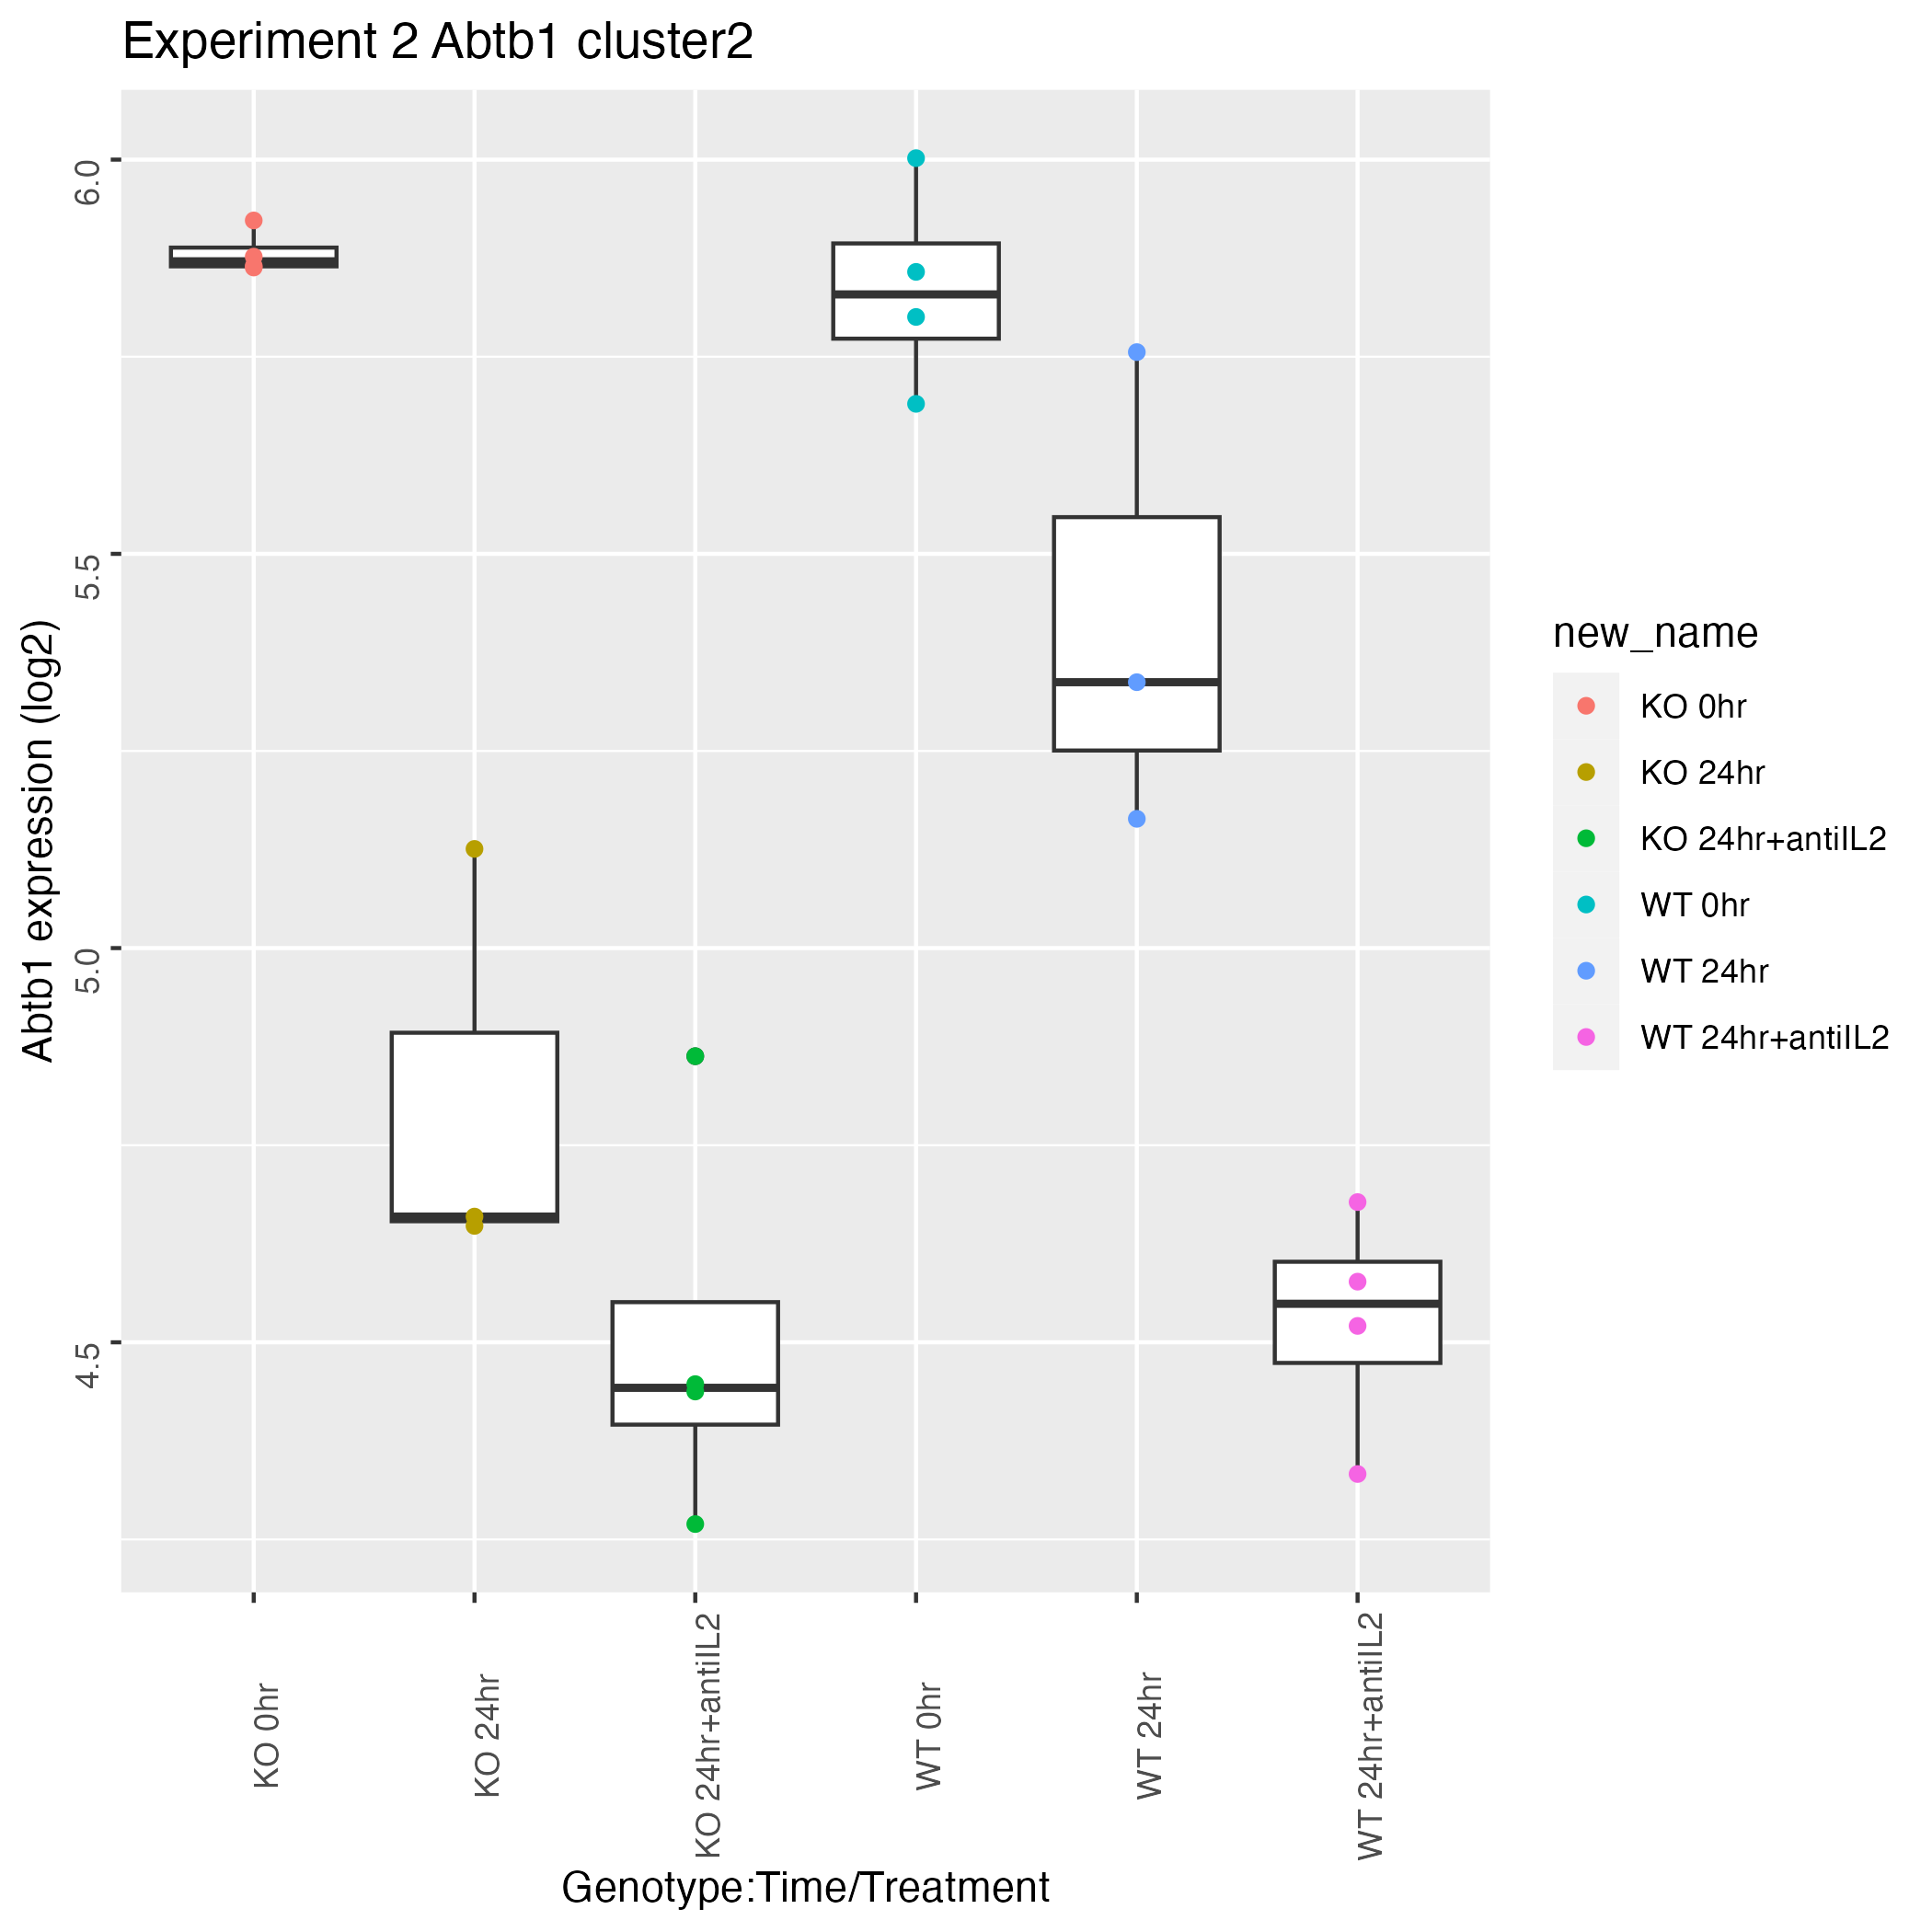 Experiment 2 Abtb1 cluster2
Abtb1 expression (log2)
6.0
5.5
5.0
4.5
KO 0hr
KO 24hr
KO 24hr+antiIL2
WT 0hr
WT 24hr
WT 24hr+antiIL2
Genotype:Time/Treatment
new_name
KO 0hr
KO 24hr
KO 24hr+antiIL2
WT 0hr
WT 24hr
WT 24hr+antiIL2